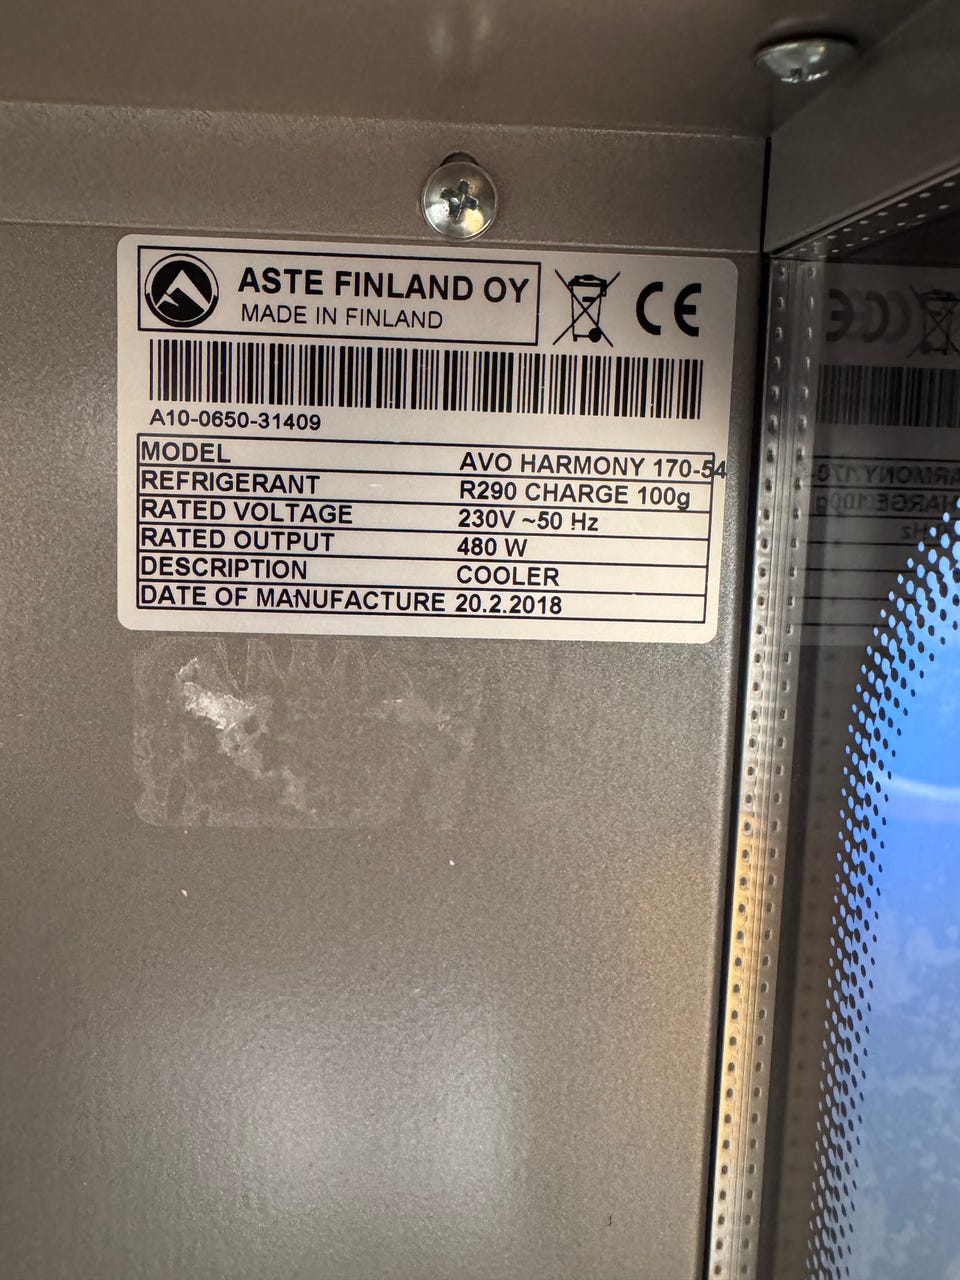 ASTE FINLAND OY
MADE IN FINLAND
CE
A10-0650-31409
MODEL AVO HARMONY 170-54
REFRIGERANT R290 CHARGE 100g
RATED VOLTAGE 230V ~50 Hz
RATED OUTPUT 480 W
DESCRIPTION COOLER
DATE OF MANUFACTURE 20.2.2018